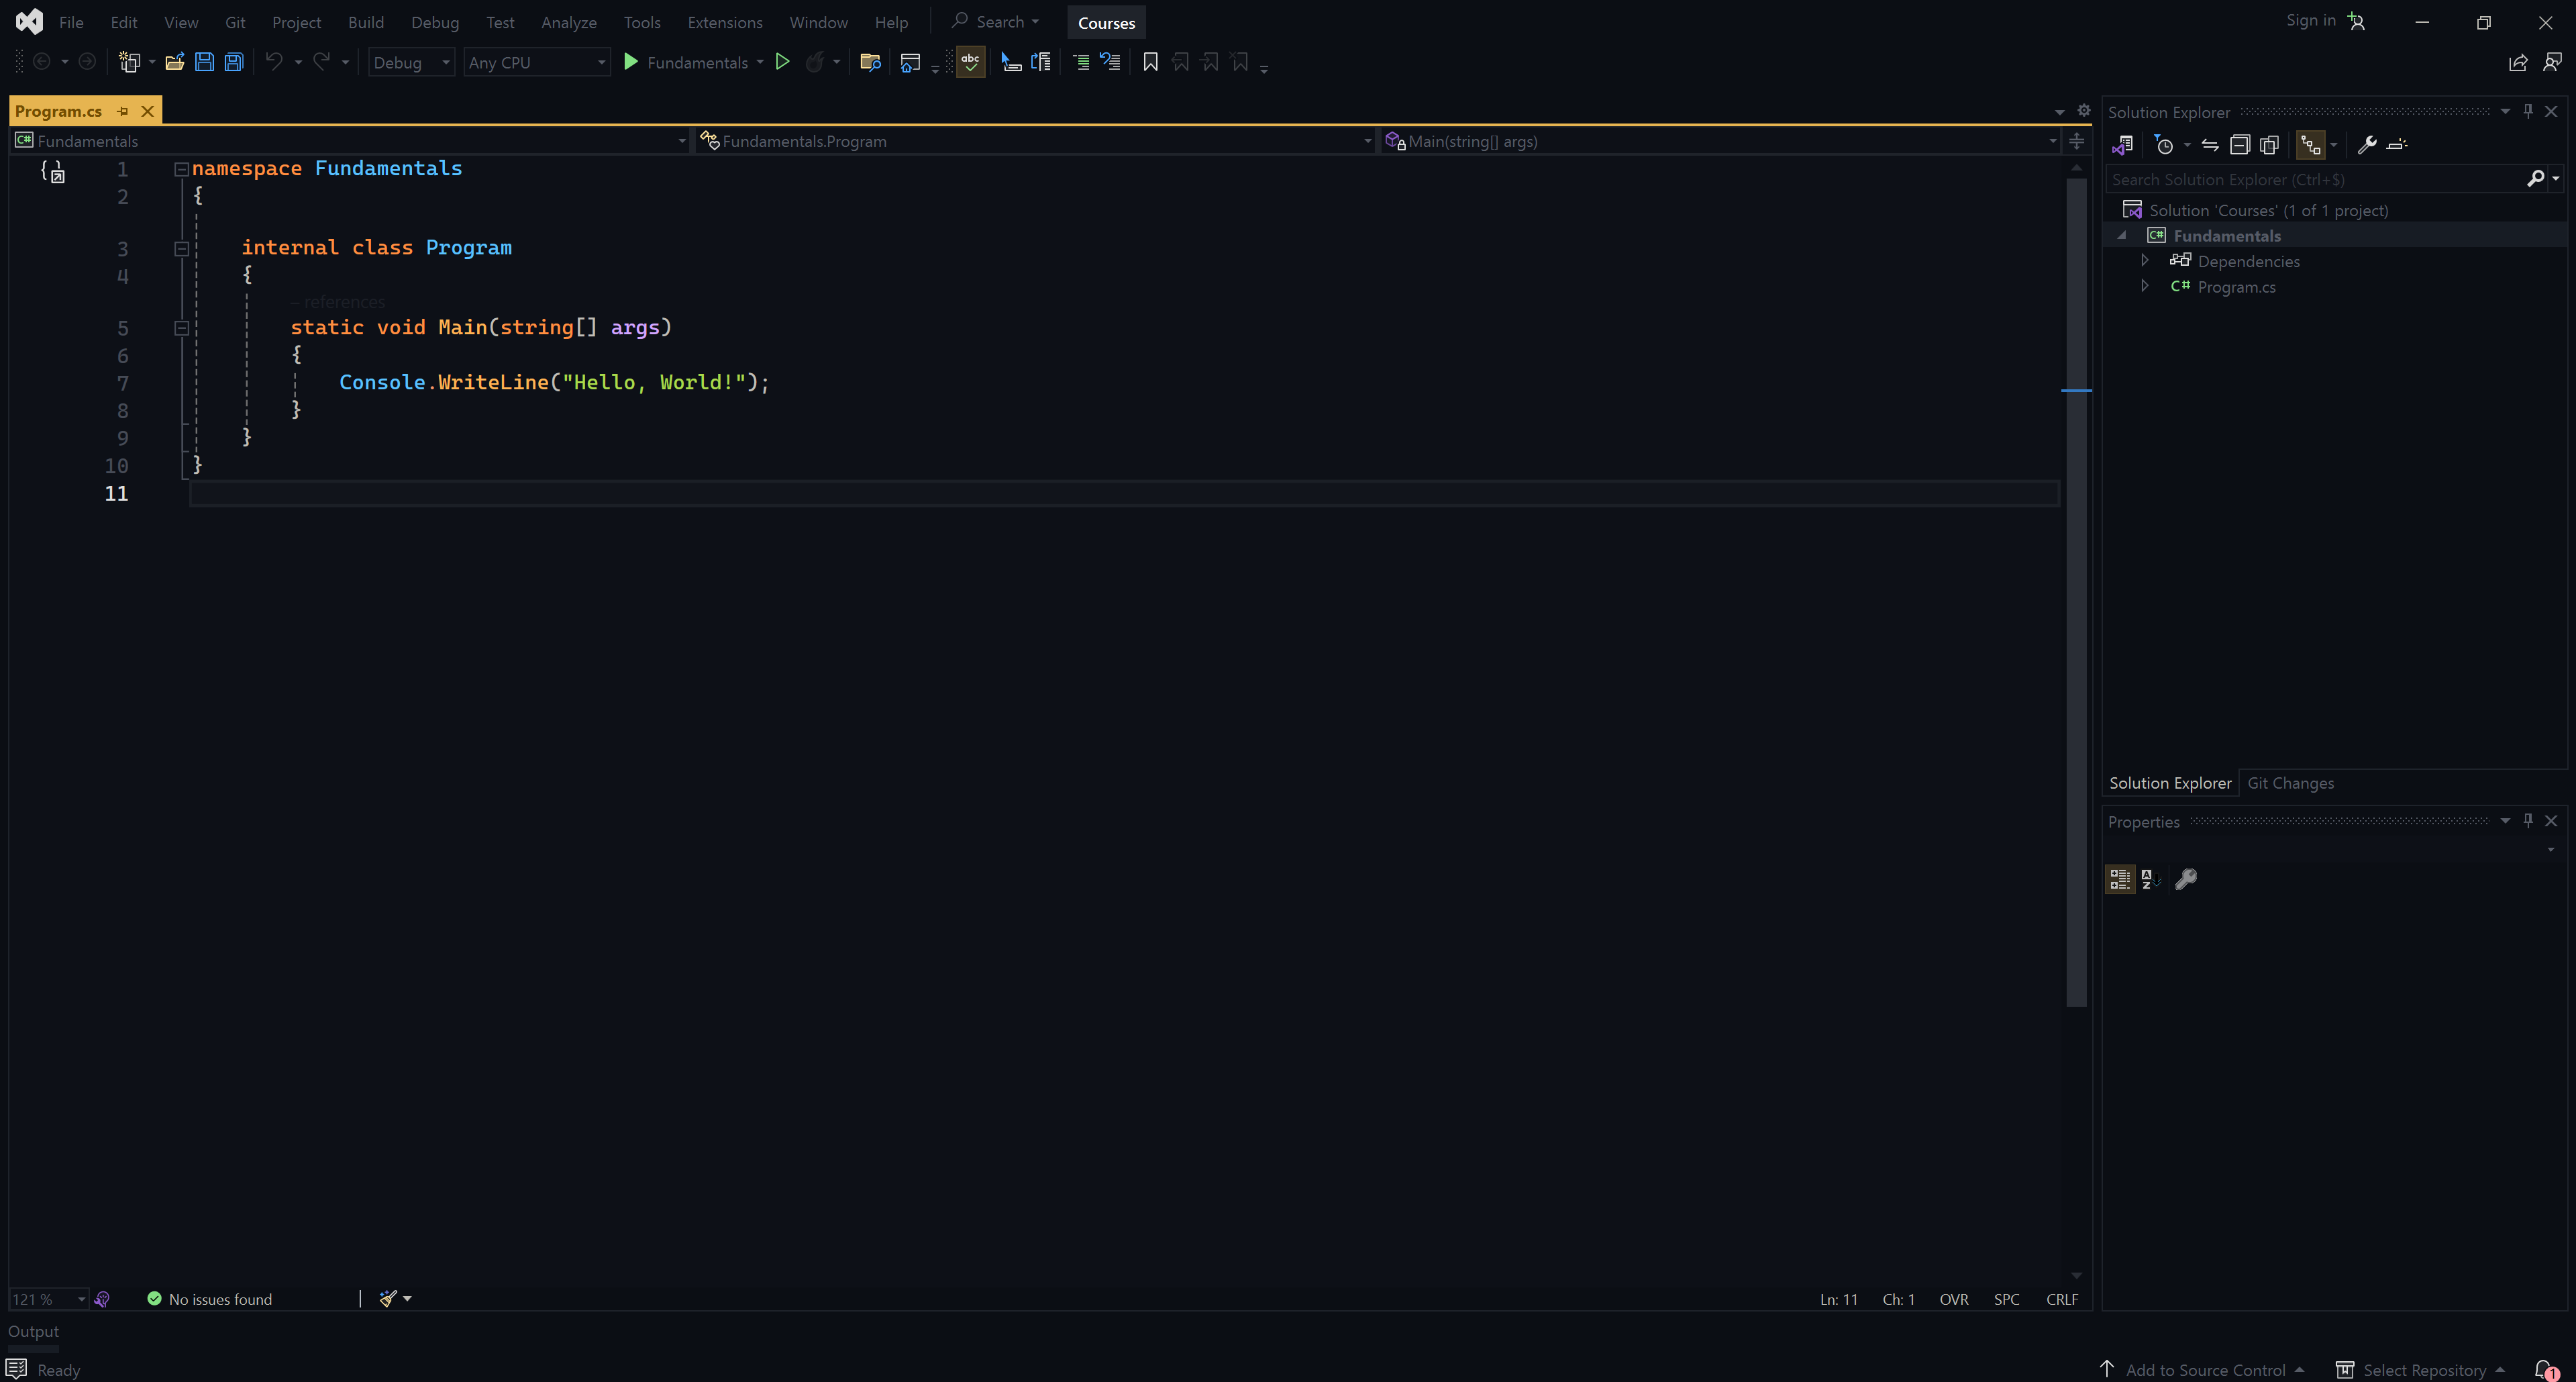 File Edit View Git Project Build Debug Test Analyze Tools Extensions Window Help Search Courses Sign in
Debug Any CPU Fundamentals
Program.cs
Fundamentals Fundamentals.Program Main(string[] args)
1 namespace Fundamentals
2 {
3 internal class Program
4 {
– references
5 static void Main(string[] args)
6 {
7 Console.WriteLine("Hello, World!");
8 }
9 }
10 }
11
121 % No issues found Ln: 11 Ch: 1 OVR SPC CRLF
Solution Explorer
Search Solution Explorer (Ctrl+$)
Solution 'Courses' (1 of 1 project)
C# Fundamentals
Dependencies
C# Program.cs
Solution Explorer Git Changes
Properties
Output
Ready Add to Source Control Select Repository 1